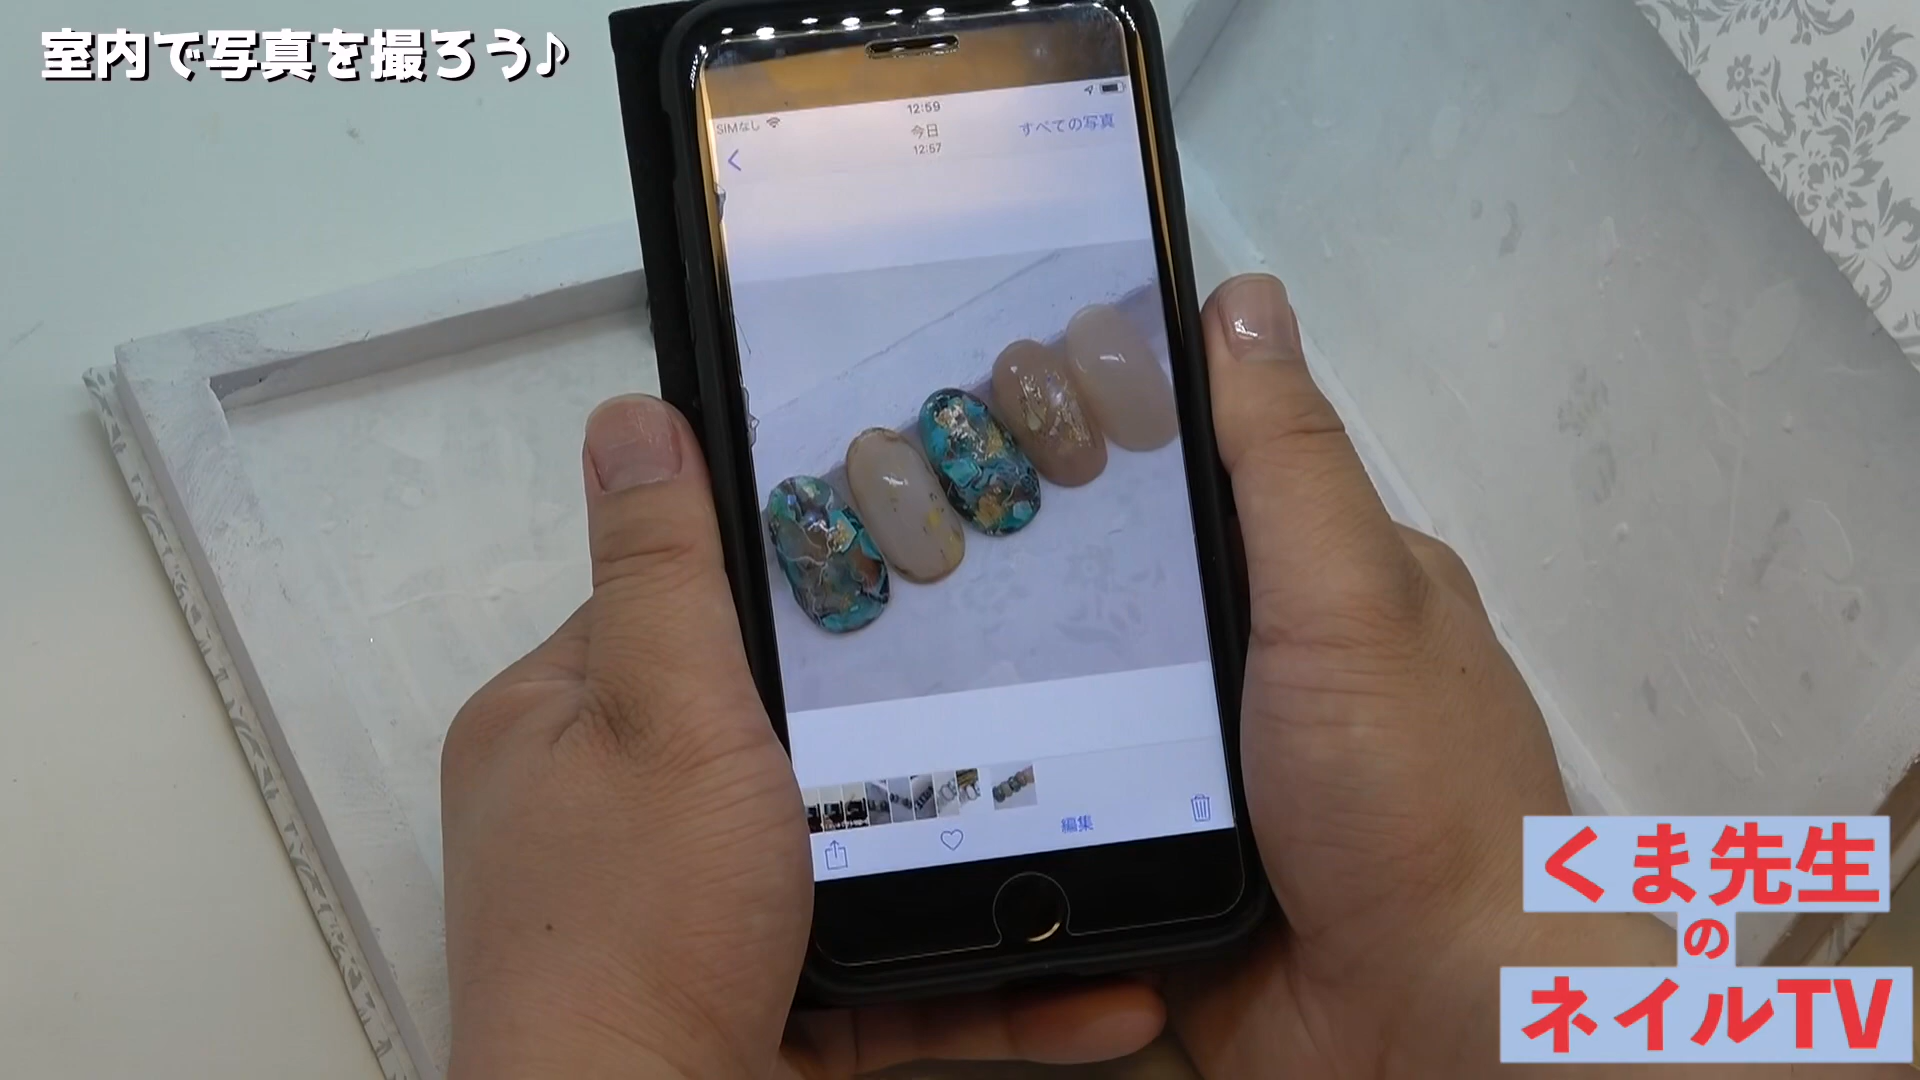 室内で写真を撮ろう♪
12:59
SIMなし
今日
すべての写真
12:57
編集
くま先生
の
ネイルTV